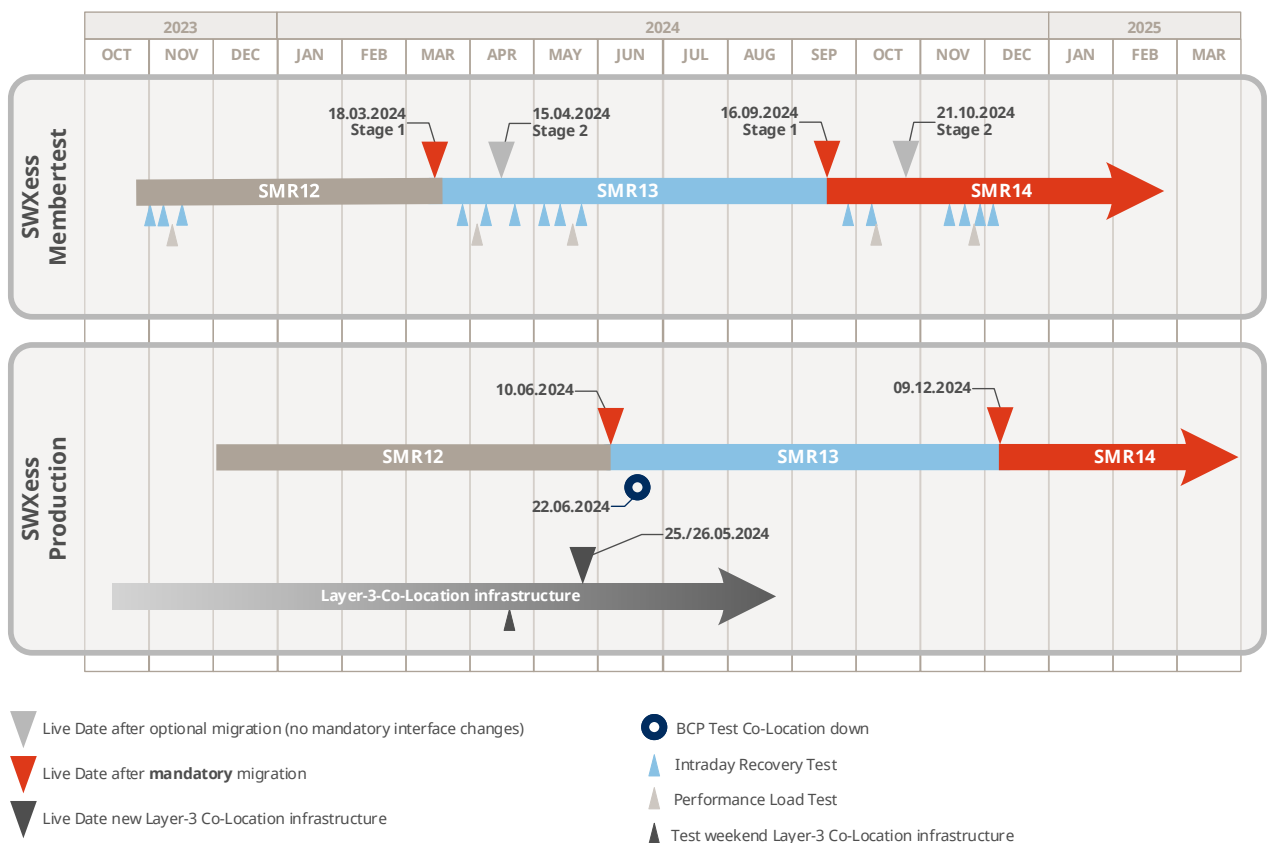 2023
2024
2025
OCT
NOV
DEC
JAN
FEB
MAR
APR
MAY
JUN
JUL
AUG
SEP
OCT
NOV
DEC
JAN
FEB
MAR
SWXess
Membertest
18.03.2024
Stage 1
15.04.2024
Stage 2
16.09.2024
Stage 1
21.10.2024
Stage 2
SMR12
SMR13
SMR14
SWXess
Production
10.06.2024
09.12.2024
SMR12
SMR13
SMR14
22.06.2024
25./26.05.2024
Layer-3-Co-Location infrastructure
Live Date after optional migration (no mandatory interface changes)
Live Date after mandatory migration
Live Date new Layer-3 Co-Location infrastructure
BCP Test Co-Location down
Intraday Recovery Test
Performance Load Test
Test weekend Layer-3 Co-Location infrastructure